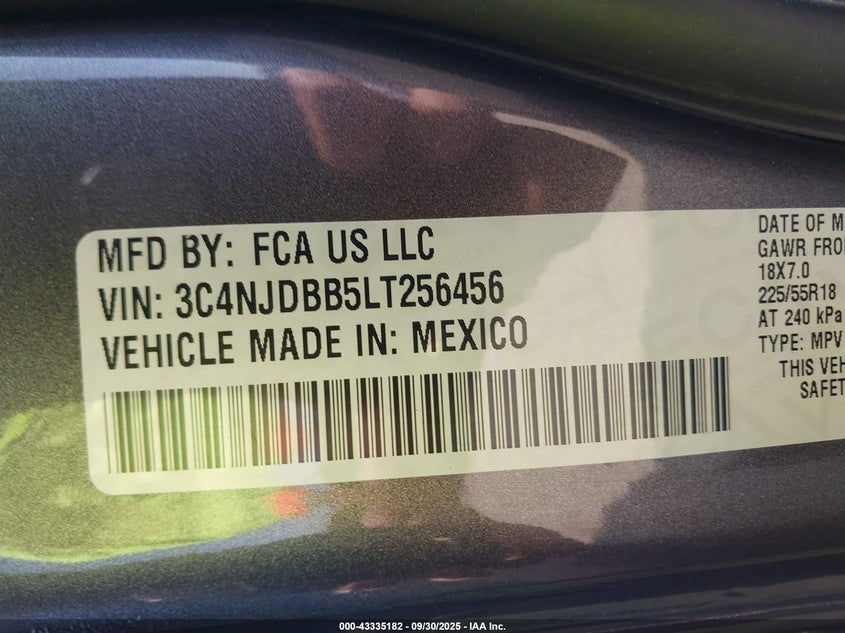 MFD BY: FCA US LLC
VIN: 3C4NJDBB5LT256456
VEHICLE MADE IN: MEXICO
DATE OF M
GAWR FRO
18X7.0
225/55R18
AT 240 kPa
TYPE: MPV
THIS VEH
SAFET
000-43335182 - 09/30/2025 - IAA Inc.